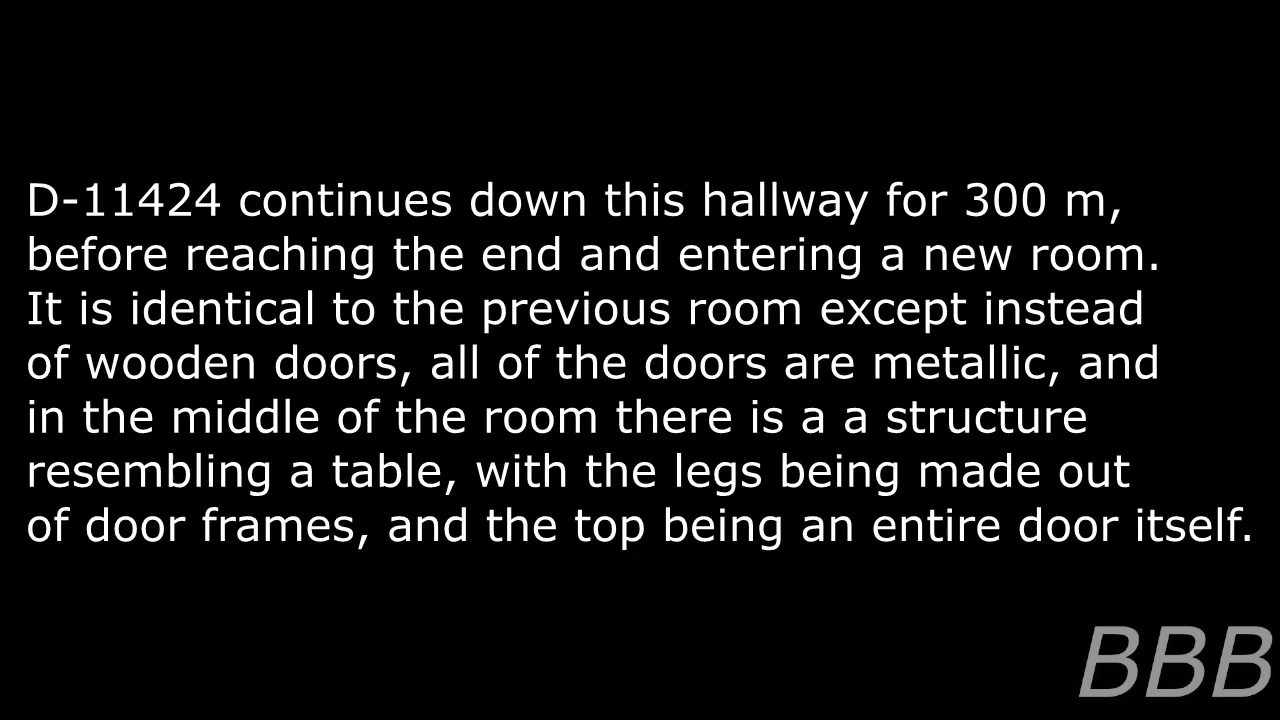 D-11424 continues down this hallway for 300 m,
before reaching the end and entering a new room.
It is identical to the previous room except instead
of wooden doors, all of the doors are metallic, and
in the middle of the room there is a a structure
resembling a table, with the legs being made out
of door frames, and the top being an entire door itself.
BBB